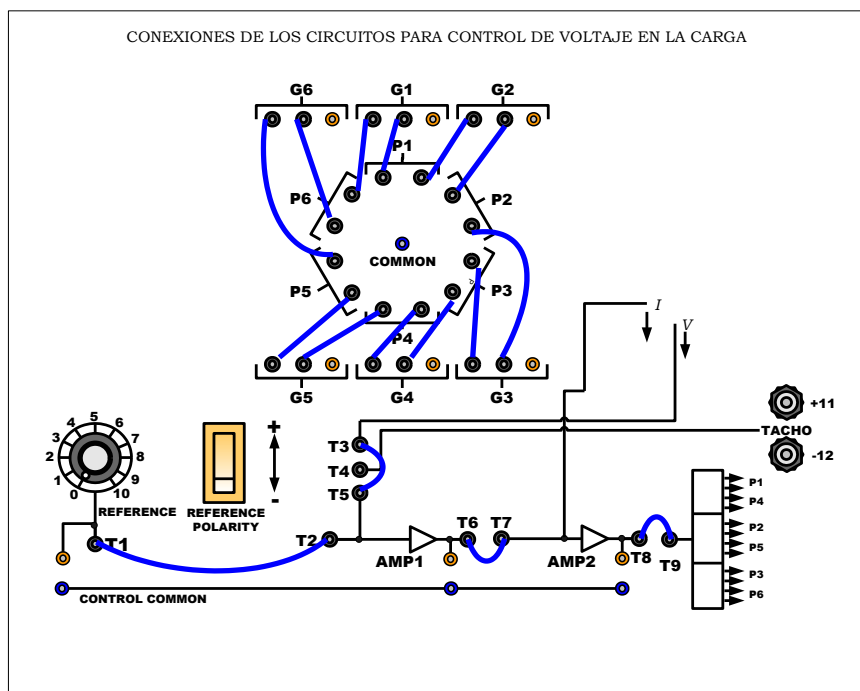 CONEXIONES DE LOS CIRCUITOS PARA CONTROL DE VOLTAJE EN LA CARGA
G6 G1 G2
P1
P6 P2
COMMON
P5 P3
P
P4
G5 G4 G3
I
V
5
4 6
3 7
2 8
1 9
0 10
REFERENCE
+
-
REFERENCE
POLARITY
T3
T4
T5
+11
TACHO
-12
T1
T2
AMP1
T6 T7
AMP2
T8 T9
P1
P4
P2
P5
P3
P6
CONTROL COMMON